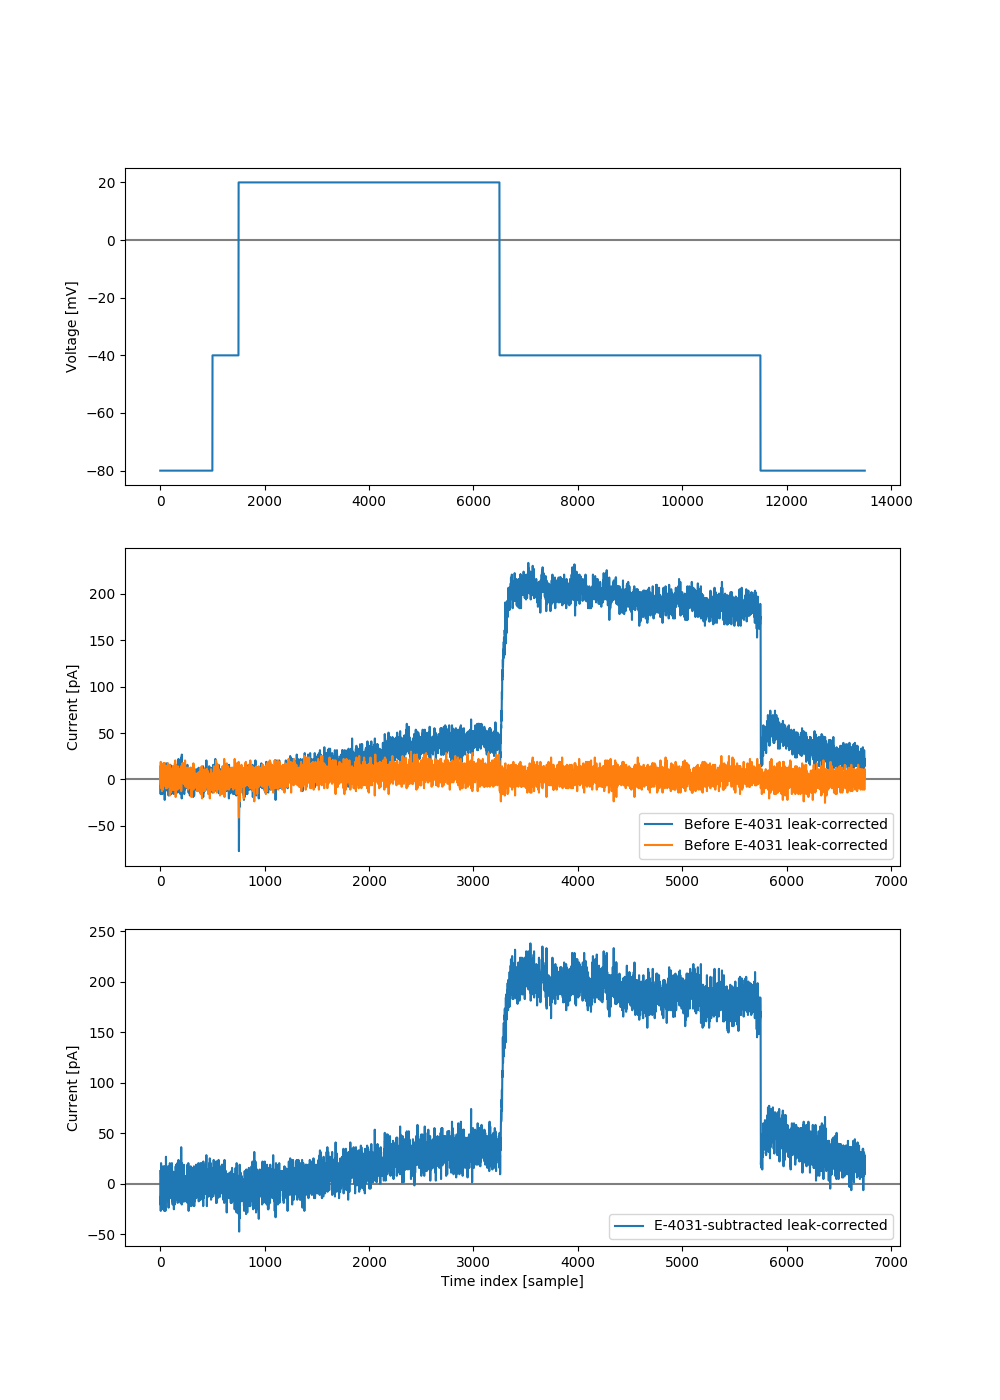 Voltage [mV]
20
0
−20
−40
−60
−80
0 2000 4000 6000 8000 10000 12000 14000
Current [pA]
200
150
100
50
0
−50
Before E-4031 leak-corrected
Before E-4031 leak-corrected
0 1000 2000 3000 4000 5000 6000 7000
Current [pA]
250
200
150
100
50
0
−50
E-4031-subtracted leak-corrected
0 1000 2000 3000 4000 5000 6000 7000
Time index [sample]